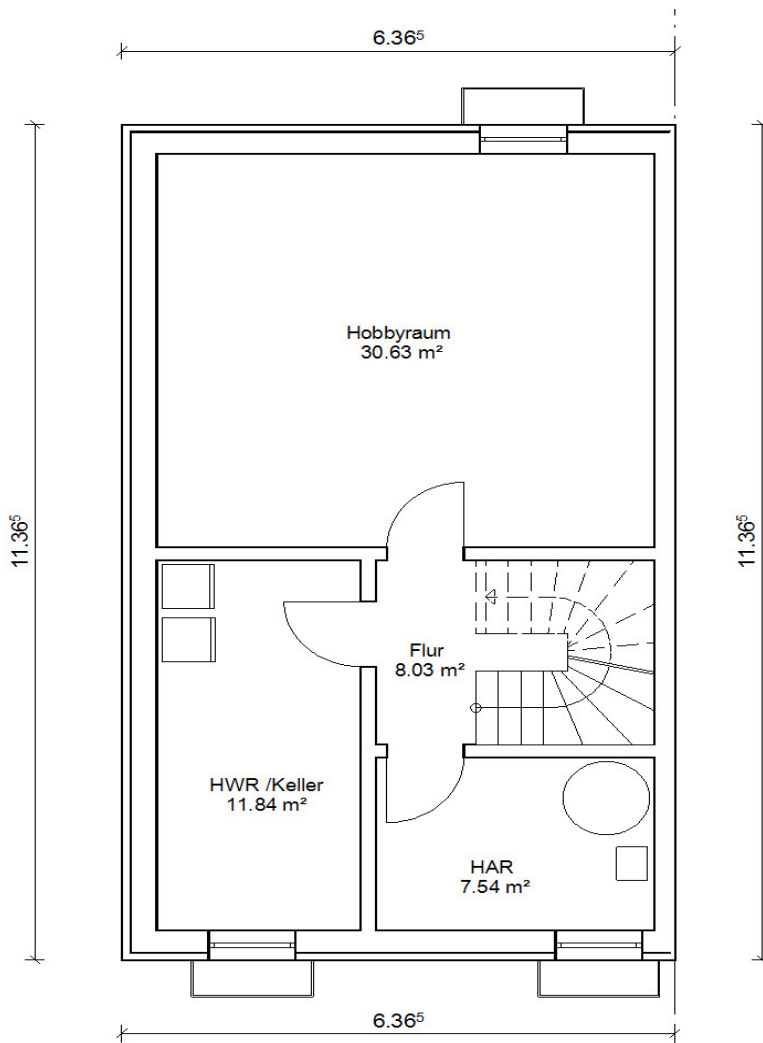 6.36⁵
11.36⁵
11.36⁵
Hobbyraum
30.63 m²
Flur
8.03 m²
HWR /Keller
11.84 m²
HAR
7.54 m²
6.36⁵